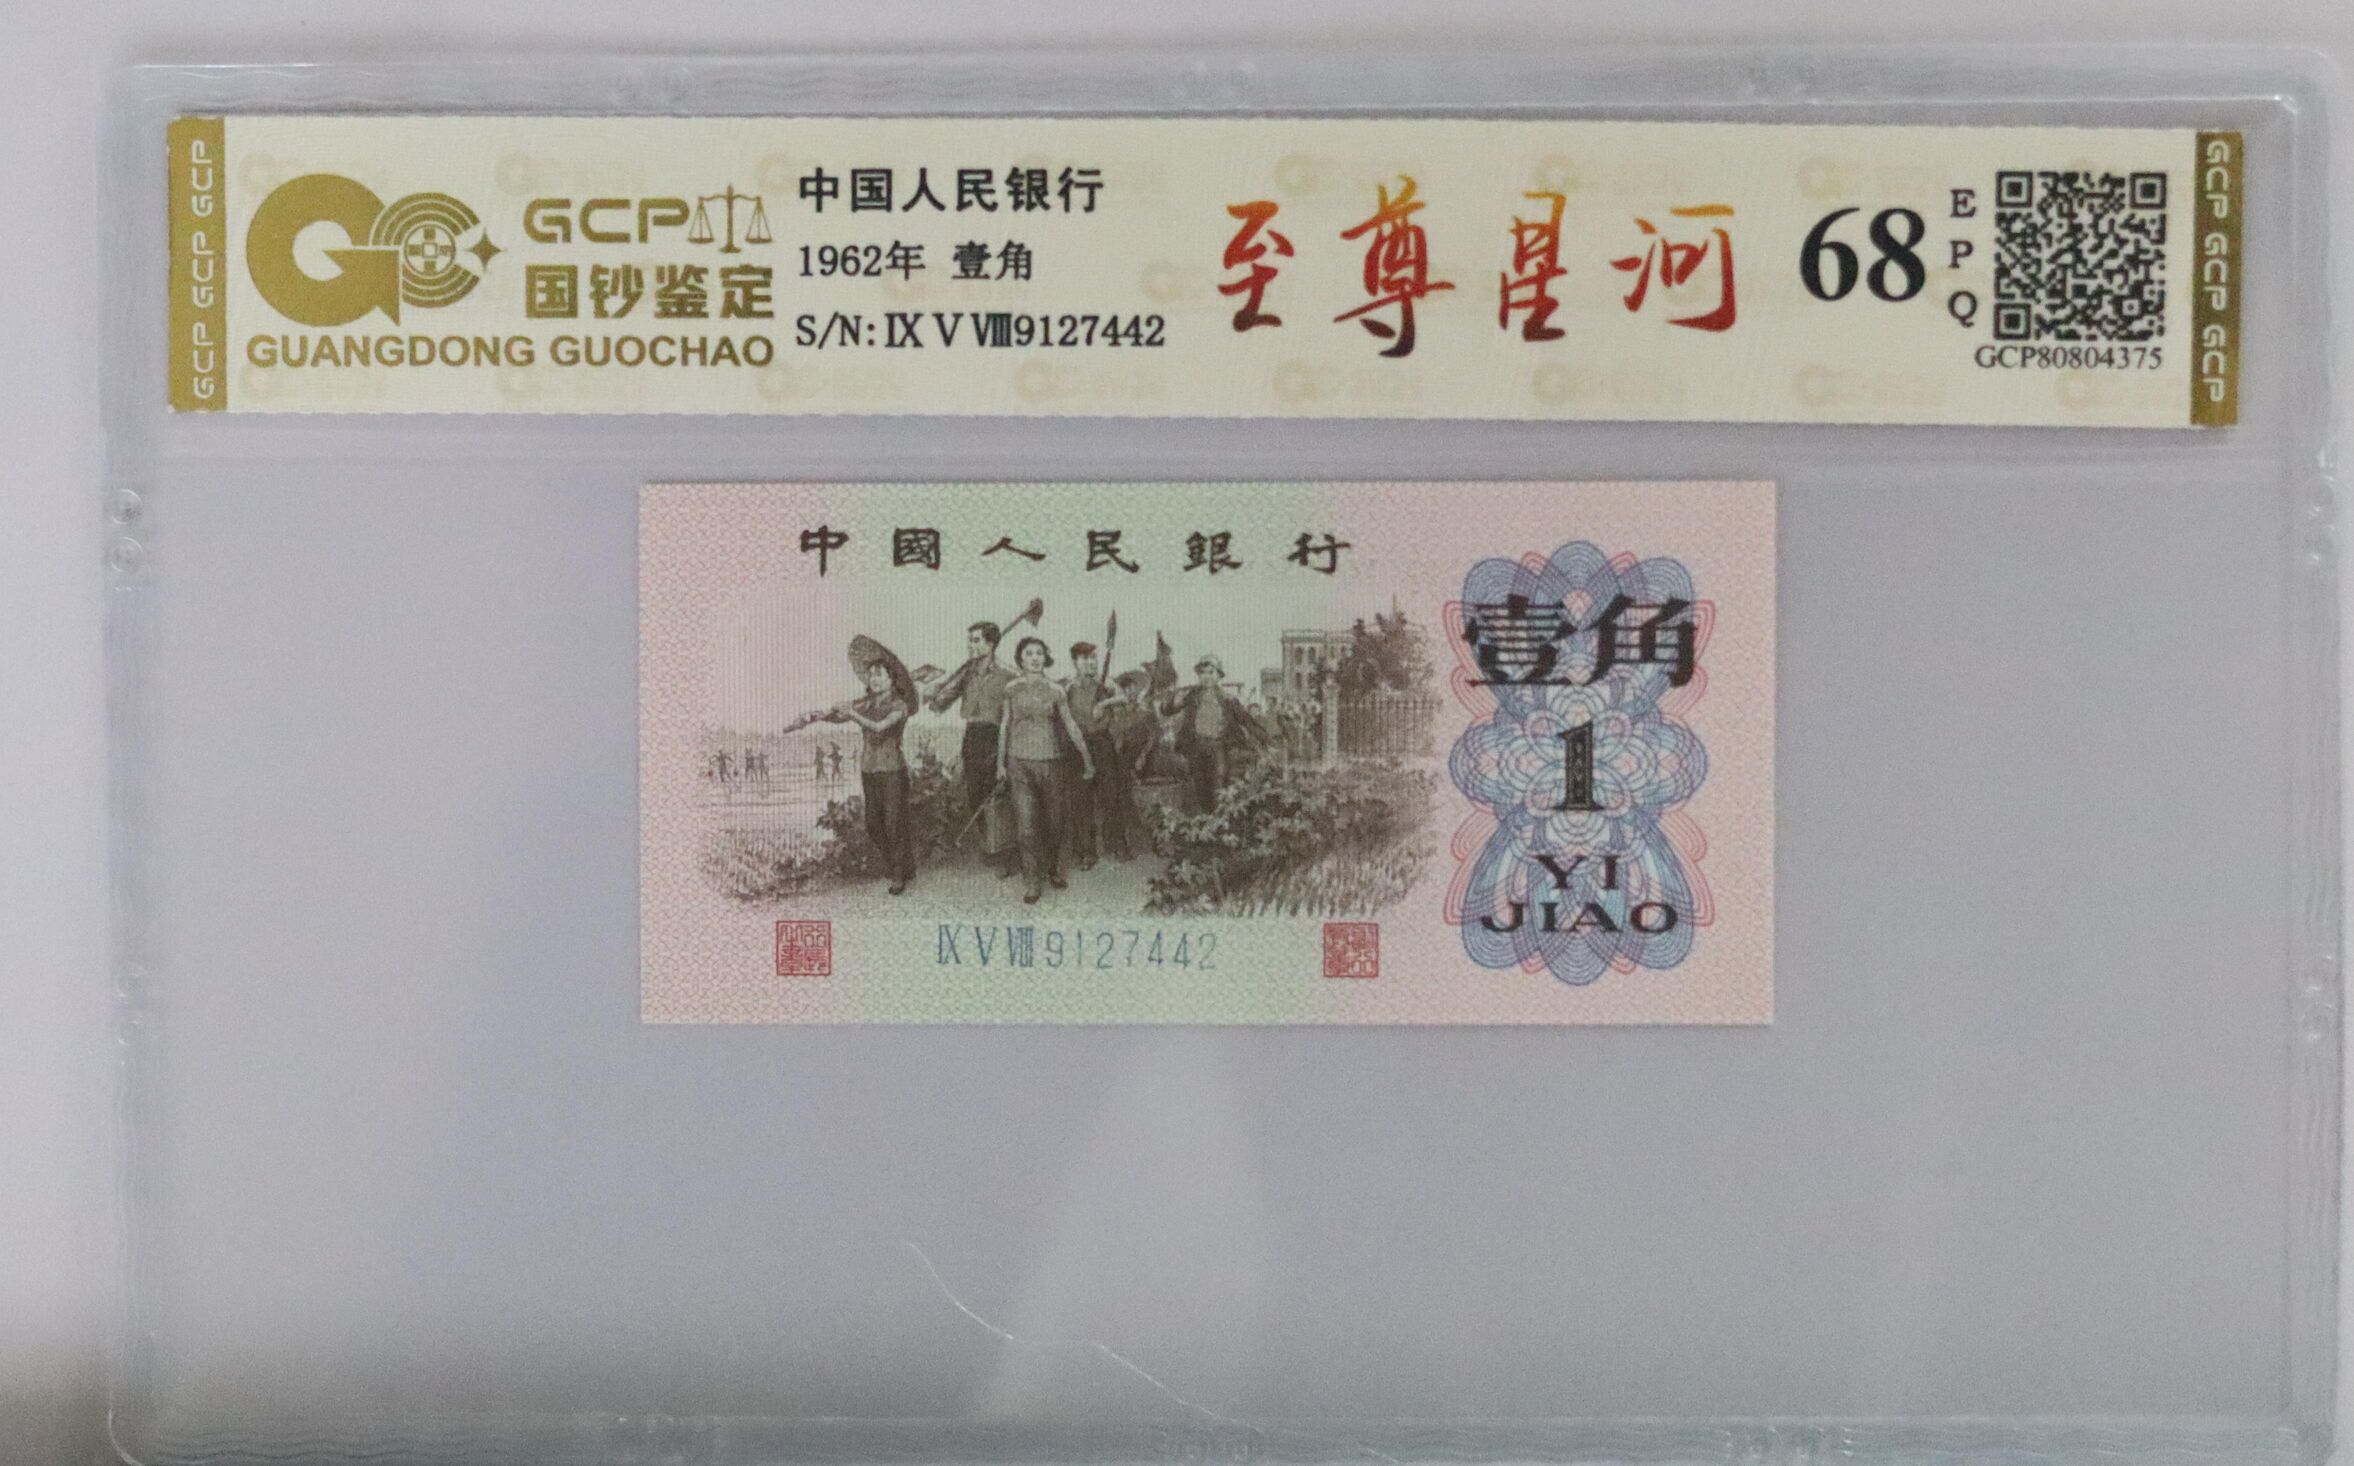 GCP GCP GCP
GCP
国钞鉴定
GUANGDONG GUOCHAO
中国人民银行
1962年 壹角
S/N: Ⅸ Ⅴ Ⅷ9127442
至尊星河
68
EPQ
GCP80804375
GCP GCP GCP
中國人民銀行
壹角
1
YI
JIAO
Ⅸ Ⅴ Ⅷ 9127442